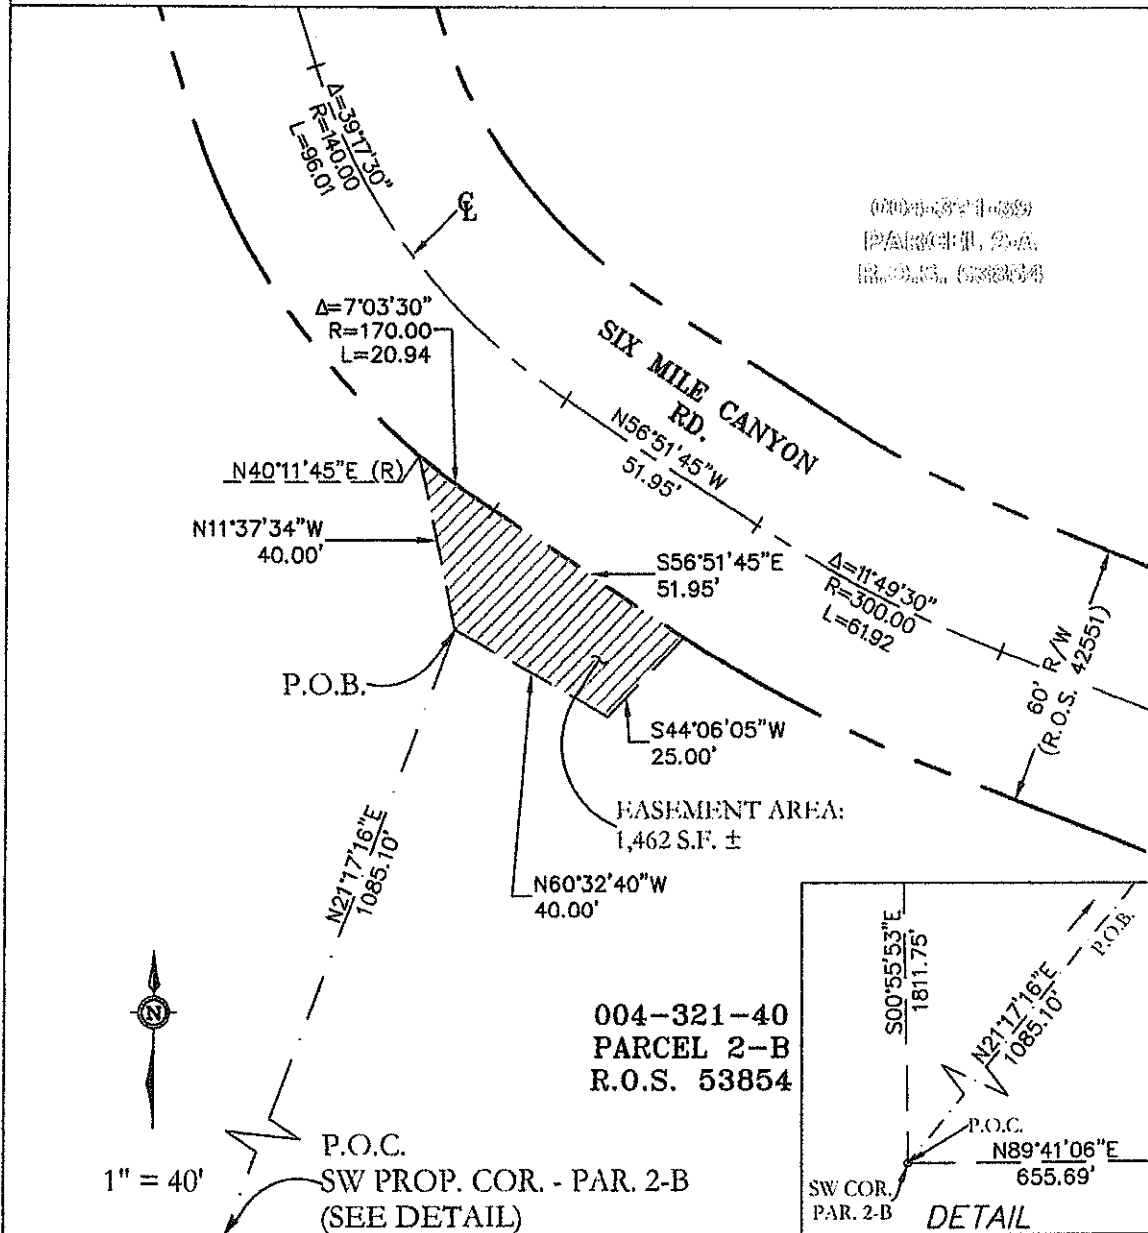 Δ=39°17'30"
R=140.00
L=96.01
℄
PARCEL 2-A
R.O.S. 53854
Δ=7°03'30"
R=170.00
L=20.94
SIX MILE CANYON
RD.
N56°51'45"W
51.95'
N40°11'45"E (R)
N11°37'34"W
40.00'
S56°51'45"E
51.95'
Δ=11°49'30"
R=300.00
L=61.92
60' R/W
(R.O.S. 42551)
P.O.B.
S44°06'05"W
25.00'
EASEMENT AREA:
1,462 S.F. ±
N60°32'40"W
40.00'
N21°17'16"E
1085.10'
N
1" = 40'
P.O.C.
SW PROP. COR. - PAR. 2-B
(SEE DETAIL)
004-321-40
PARCEL 2-B
R.O.S. 53854
S00°55'53"E
1811.75'
P.O.B.
N21°17'16"E
1085.10'
P.O.C.
N89°41'06"E
655.69'
SW COR.
PAR. 2-B
DETAIL